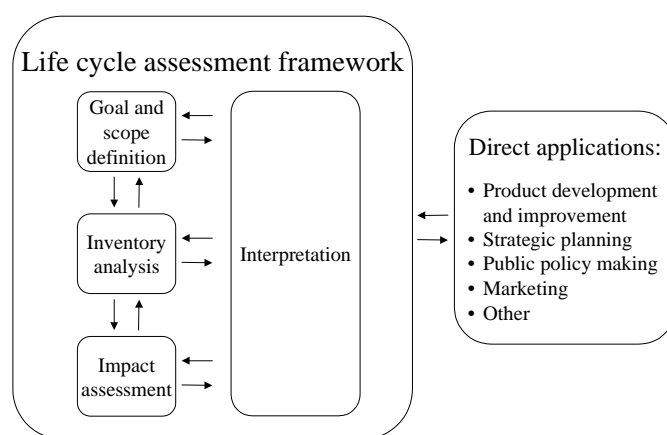 Life cycle assessment framework
Goal and
scope
definition
Inventory
analysis
Impact
assessment
Interpretation
Direct applications:
• Product development
and improvement
• Strategic planning
• Public policy making
• Marketing
• Other